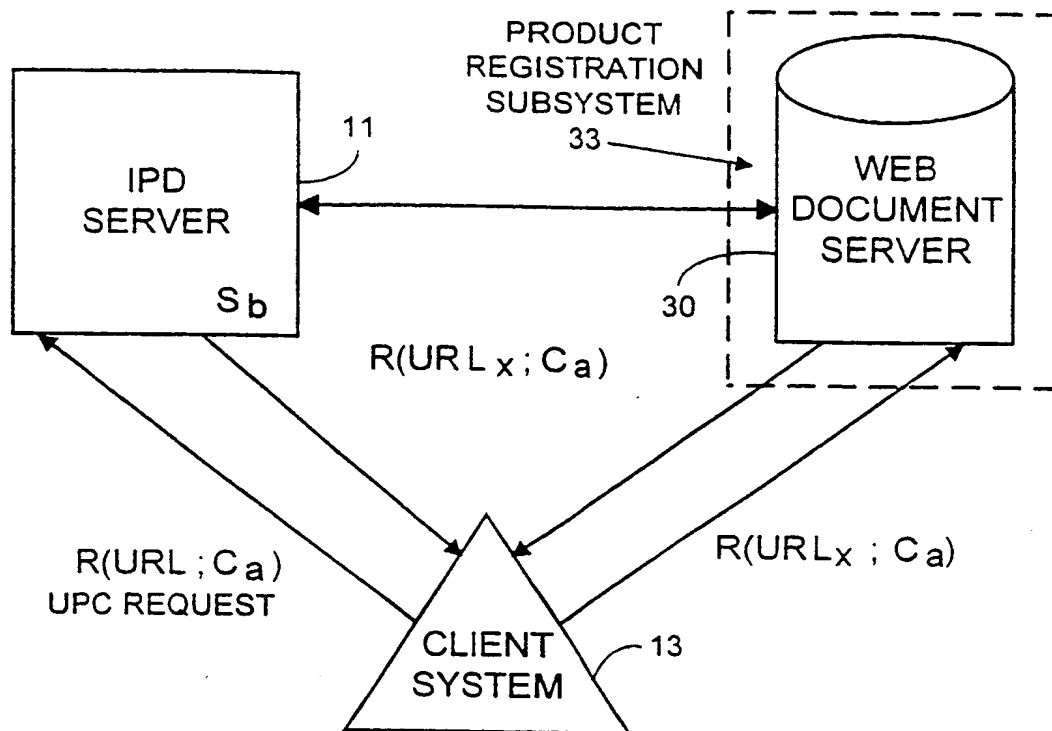 PRODUCT
REGISTRATION
SUBSYSTEM
33
11
IPD
SERVER
Sb
WEB
DOCUMENT
SERVER
30
R(URLx ; Ca)
R(URL ; Ca)
UPC REQUEST
R(URLx ; Ca)
CLIENT
SYSTEM
13